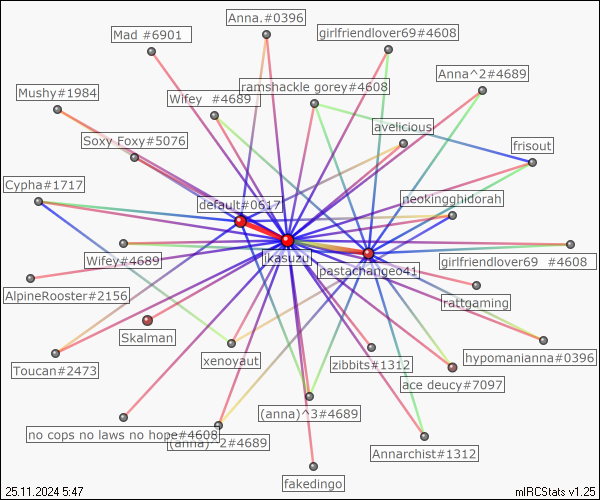 Anna.#0396
Mad #6901
girlfriendlover69#4608
Anna^2#4689
ramshackle gorey#4608
Mushy#1984
Wifey #4689
avelicious
Soxy Foxy#5076
frisout
Cypha#1717
default#0617
neokingghidorah
jkasuzu
Wifey#4689
pastachangeo41
girlfriendlover69 #4608
AlpineRooster#2156
rattgaming
Skalman
xenoyaut
zibbits#1312
hypomanianna#0396
Toucan#2473
ace deucy#7097
(anna)^3#4689
no cops no laws no hope#4608
(anna)^2#4689
Annarchist#1312
fakedingo
25.11.2024 5:47
mIRCStats v1.25